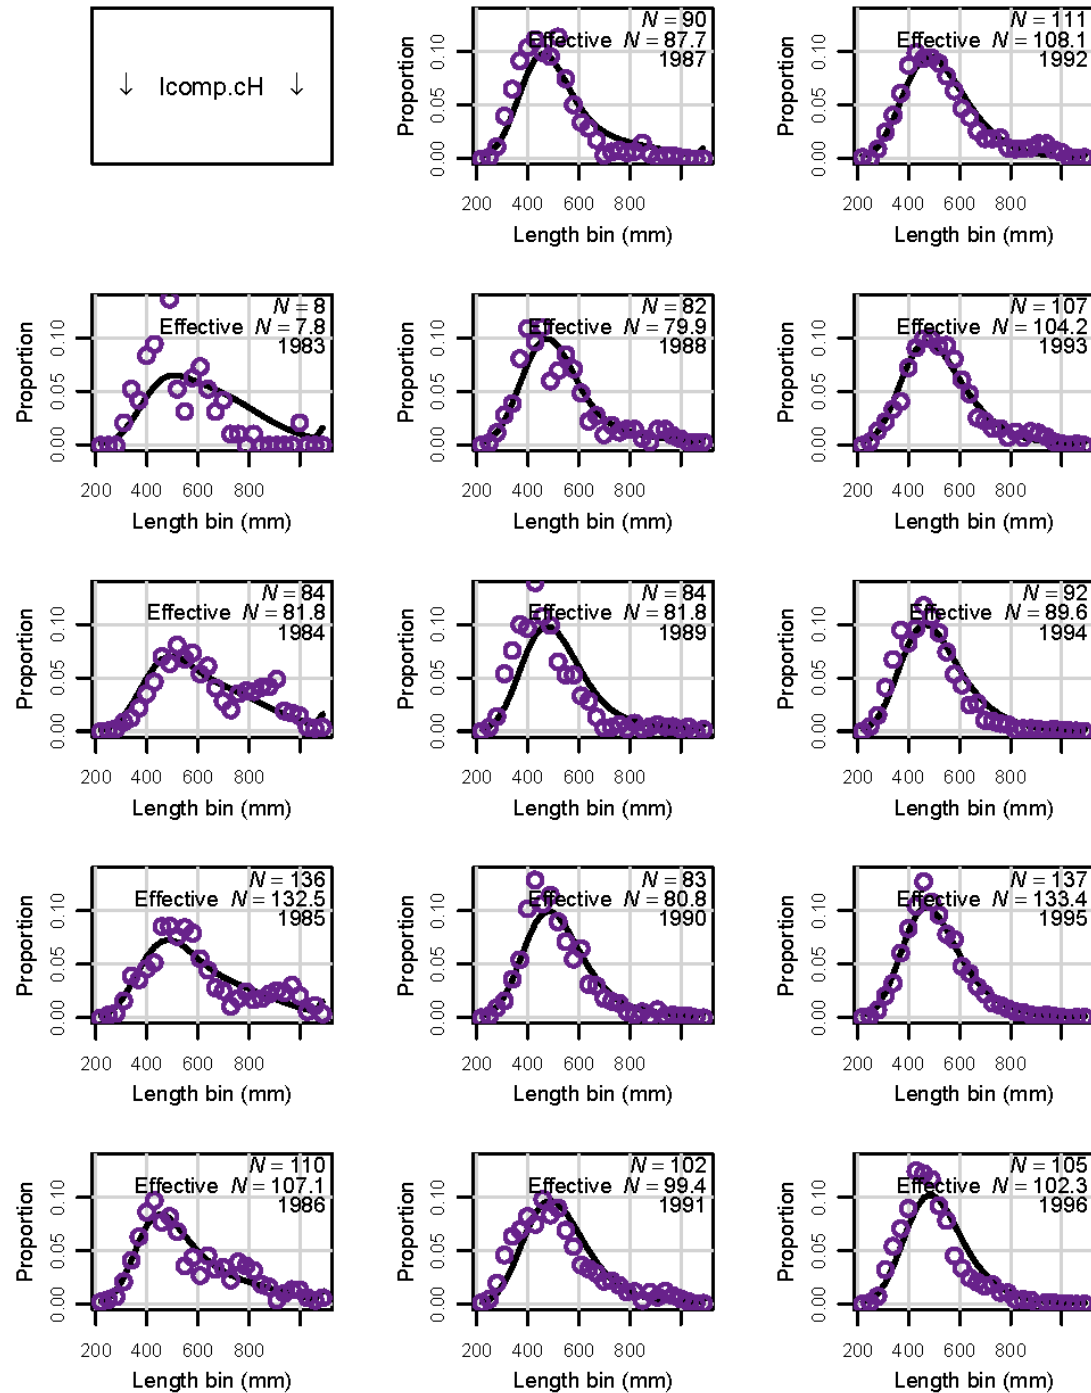 ↓ lcomp.cH ↓
Proportion
0.00 0.05 0.10
N = 90
Effective N = 87.7
1987
200 400 600 800
Length bin (mm)
Proportion
0.00 0.05 0.10
N = 111
Effective N = 108.1
1992
200 400 600 800
Length bin (mm)
Proportion
0.00 0.05 0.10
N = 8
Effective N = 7.8
1983
200 400 600 800
Length bin (mm)
Proportion
0.00 0.05 0.10
N = 82
Effective N = 79.9
1988
200 400 600 800
Length bin (mm)
Proportion
0.00 0.05 0.10
N = 107
Effective N = 104.2
1993
200 400 600 800
Length bin (mm)
Proportion
0.00 0.05 0.10
N = 84
Effective N = 81.8
1984
200 400 600 800
Length bin (mm)
Proportion
0.00 0.05 0.10
N = 84
Effective N = 81.8
1989
200 400 600 800
Length bin (mm)
Proportion
0.00 0.05 0.10
N = 92
Effective N = 89.6
1994
200 400 600 800
Length bin (mm)
Proportion
0.00 0.05 0.10
N = 136
Effective N = 132.5
1985
200 400 600 800
Length bin (mm)
Proportion
0.00 0.05 0.10
N = 83
Effective N = 80.8
1990
200 400 600 800
Length bin (mm)
Proportion
0.00 0.05 0.10
N = 137
Effective N = 133.4
1995
200 400 600 800
Length bin (mm)
Proportion
0.00 0.05 0.10
N = 110
Effective N = 107.1
1986
200 400 600 800
Length bin (mm)
Proportion
0.00 0.05 0.10
N = 102
Effective N = 99.4
1991
200 400 600 800
Length bin (mm)
Proportion
0.00 0.05 0.10
N = 105
Effective N = 102.3
1996
200 400 600 800
Length bin (mm)